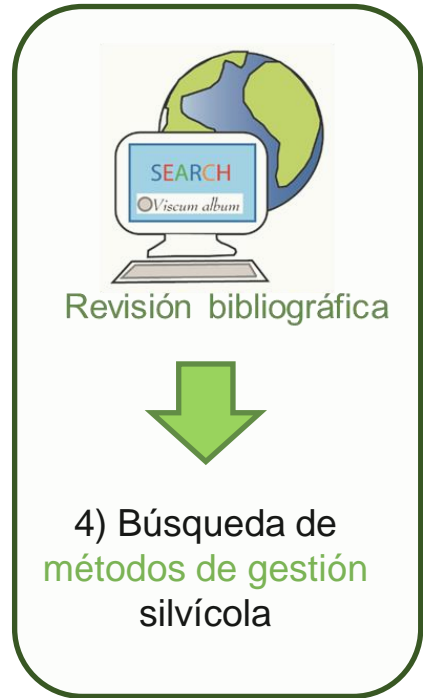 SEARCH
Viscum album
Revisión bibliográfica
4) Búsqueda de
métodos de gestión
silvícola